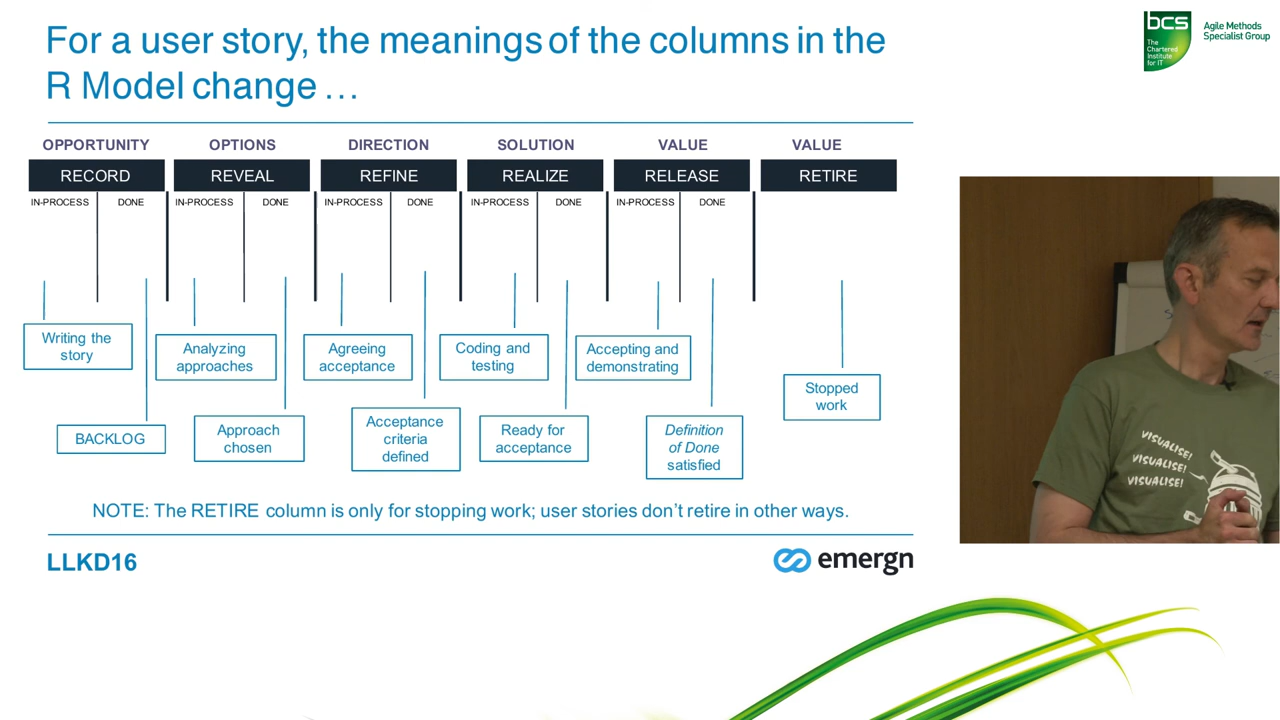 For a user story, the meanings of the columns in the
R Model change …
bcs
The
Chartered
Institute
for IT
Agile Methods
Specialist Group
OPPORTUNITY
OPTIONS
DIRECTION
SOLUTION
VALUE
VALUE
RECORD
REVEAL
REFINE
REALIZE
RELEASE
RETIRE
IN-PROCESS
DONE
IN-PROCESS
DONE
IN-PROCESS
DONE
IN-PROCESS
DONE
IN-PROCESS
DONE
Writing the
story
Analyzing
approaches
Agreeing
acceptance
Coding and
testing
Accepting and
demonstrating
Stopped
work
BACKLOG
Approach
chosen
Acceptance
criteria
defined
Ready for
acceptance
Definition
of Done
satisfied
VISUALISE!
VISUALISE!
VISUALISE!
NOTE: The RETIRE column is only for stopping work; user stories don't retire in other ways.
LLKD16
emergn